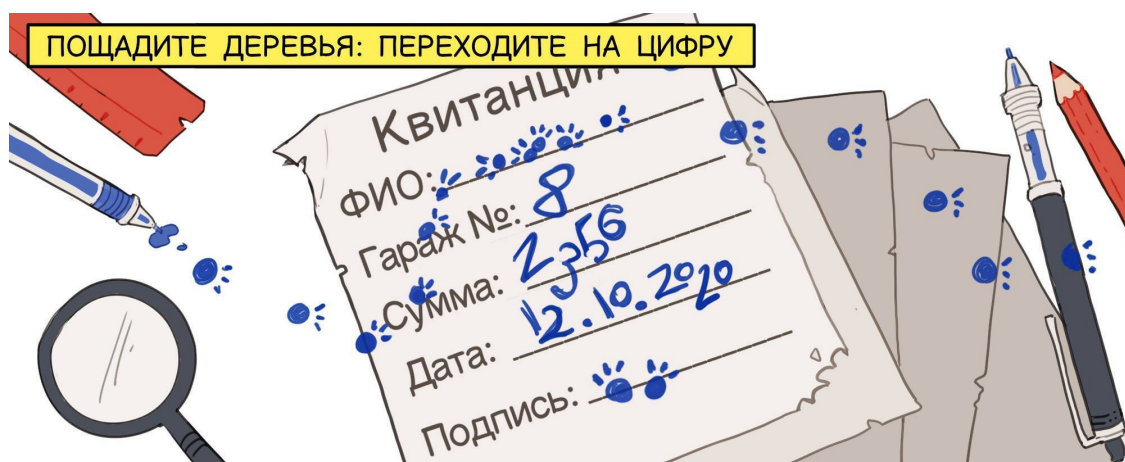 ПОЩАДИТЕ ДЕРЕВЬЯ: ПЕРЕХОДИТЕ НА ЦИФРУ
Квитанция
ФИО:
Гараж №: 8
Сумма: 2356
Дата: 12.10.2020
Подпись: